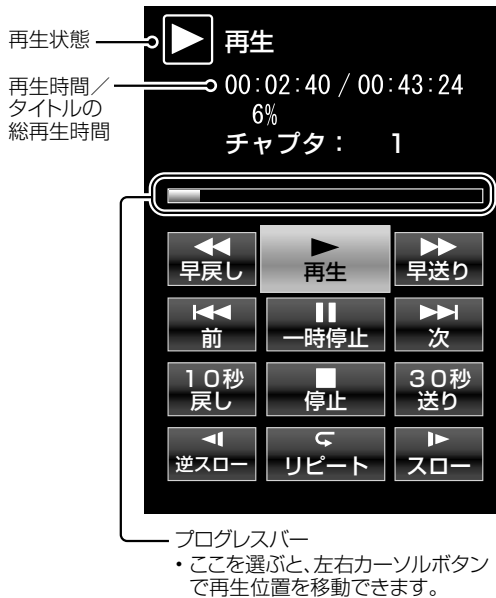 再生状態
再生
再生時間／
タイトルの
総再生時間
00:02:40 / 00:43:24
6%
チャプタ： 1
早戻し
再生
早送り
前
一時停止
次
１０秒
戻し
停止
３０秒
送り
逆スロー
リピート
スロー
プログレスバー
・ここを選ぶと、左右カーソルボタン
で再生位置を移動できます。